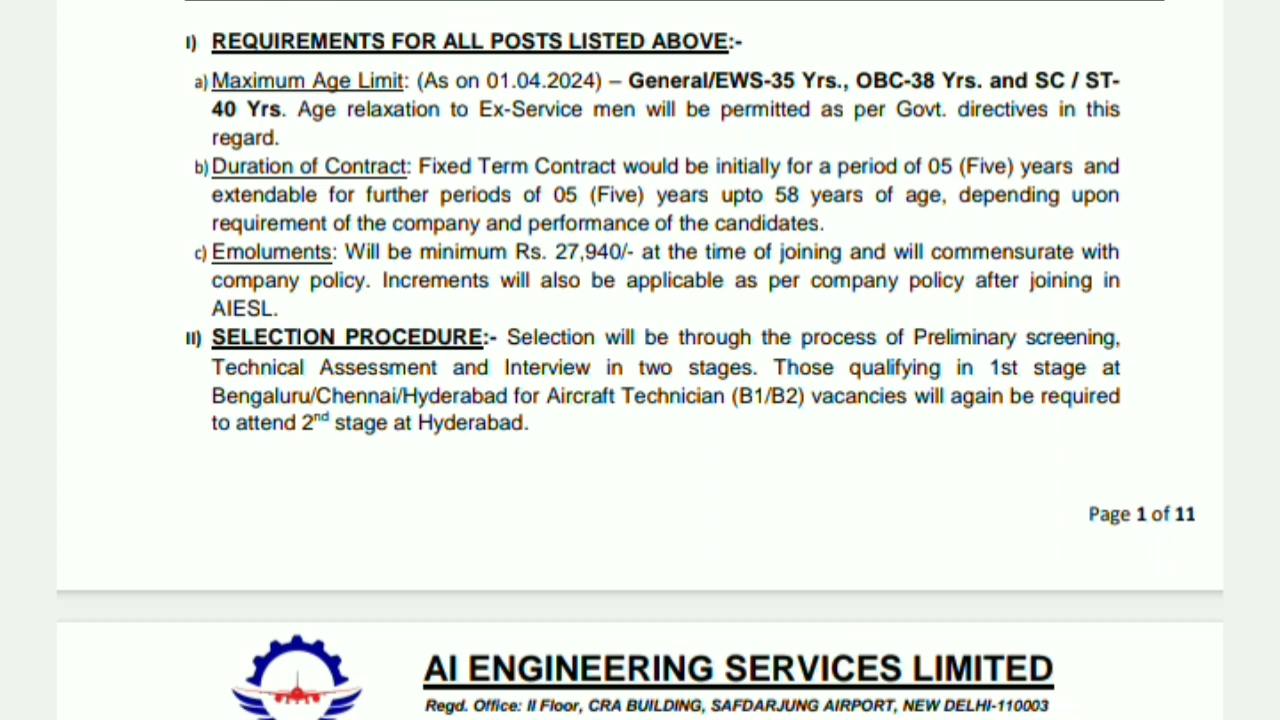 I) REQUIREMENTS FOR ALL POSTS LISTED ABOVE:-
a) Maximum Age Limit: (As on 01.04.2024) – General/EWS-35 Yrs., OBC-38 Yrs. and SC / ST-
40 Yrs. Age relaxation to Ex-Service men will be permitted as per Govt. directives in this
regard.
b) Duration of Contract: Fixed Term Contract would be initially for a period of 05 (Five) years and
extendable for further periods of 05 (Five) years upto 58 years of age, depending upon
requirement of the company and performance of the candidates.
c) Emoluments: Will be minimum Rs. 27,940/- at the time of joining and will commensurate with
company policy. Increments will also be applicable as per company policy after joining in
AIESL.
II) SELECTION PROCEDURE:- Selection will be through the process of Preliminary screening,
Technical Assessment and Interview in two stages. Those qualifying in 1st stage at
Bengaluru/Chennai/Hyderabad for Aircraft Technician (B1/B2) vacancies will again be required
to attend 2nd stage at Hyderabad.
Page 1 of 11
AI ENGINEERING SERVICES LIMITED
Regd. Office: II Floor, CRA BUILDING, SAFDARJUNG AIRPORT, NEW DELHI-110003